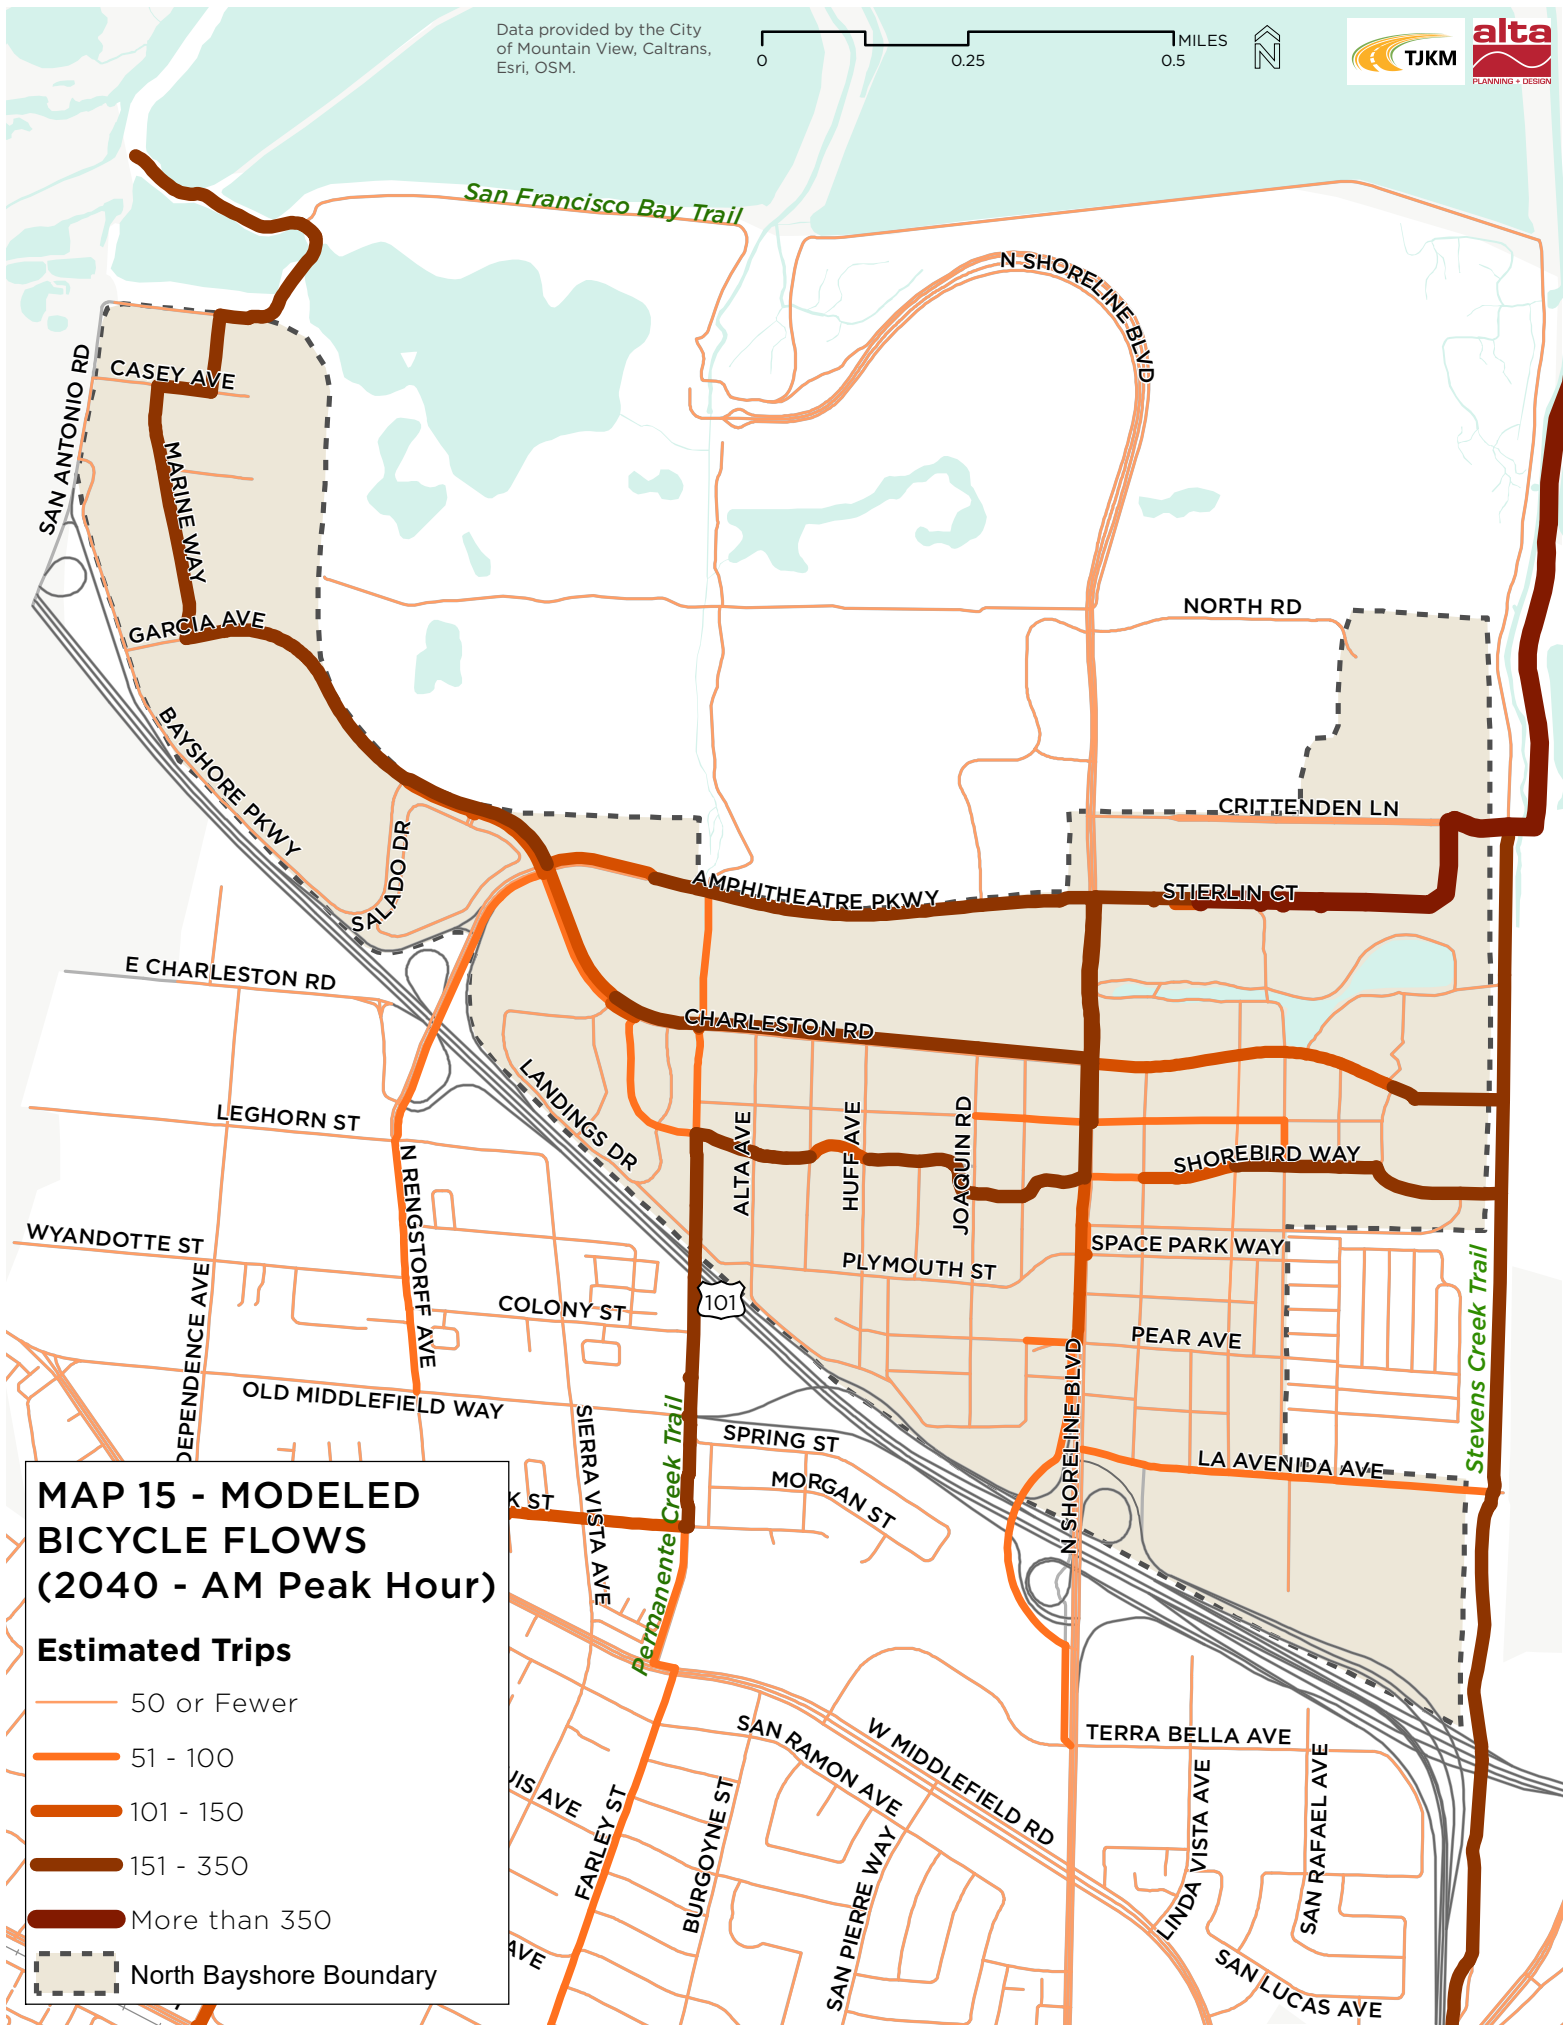 Data provided by the City
of Mountain View, Caltrans,
Esri, OSM.
0
0.25
0.5
MILES
N
TJKM
alta
PLANNING + DESIGN
San Francisco Bay Trail
N SHORELINE BLVD
SAN ANTONIO RD
CASEY AVE
MARINE WAY
GARCIA AVE
NORTH RD
BAYSHORE PKWY
SALADO DR
CRITTENDEN LN
AMPHITHEATRE PKWY
STIERLIN CT
E CHARLESTON RD
CHARLESTON RD
LANDINGS DR
LEGHORN ST
ALTA AVE
HUFF AVE
JOAQUIN RD
SHOREBIRD WAY
N RENGSTORFF AVE
WYANDOTTE ST
PLYMOUTH ST
SPACE PARK WAY
Stevens Creek Trail
101
COLONY ST
DEPENDENCE AVE
PEAR AVE
N SHORELINE BLVD
OLD MIDDLEFIELD WAY
SIERRA VISTA AVE
Permanente Creek Trail
SPRING ST
MORGAN ST
LA AVENIDA AVE
K ST
MAP 15 - MODELED
BICYCLE FLOWS
(2040 - AM Peak Hour)
Estimated Trips
50 or Fewer
51 - 100
101 - 150
151 - 350
More than 350
North Bayshore Boundary
UIS AVE
AVE
FARLEY ST
BURGOYNE ST
SAN RAMON AVE
W MIDDLEFIELD RD
SAN PIERRE WAY
TERRA BELLA AVE
LINDA VISTA AVE
SAN RAFAEL AVE
SAN LUCAS AVE